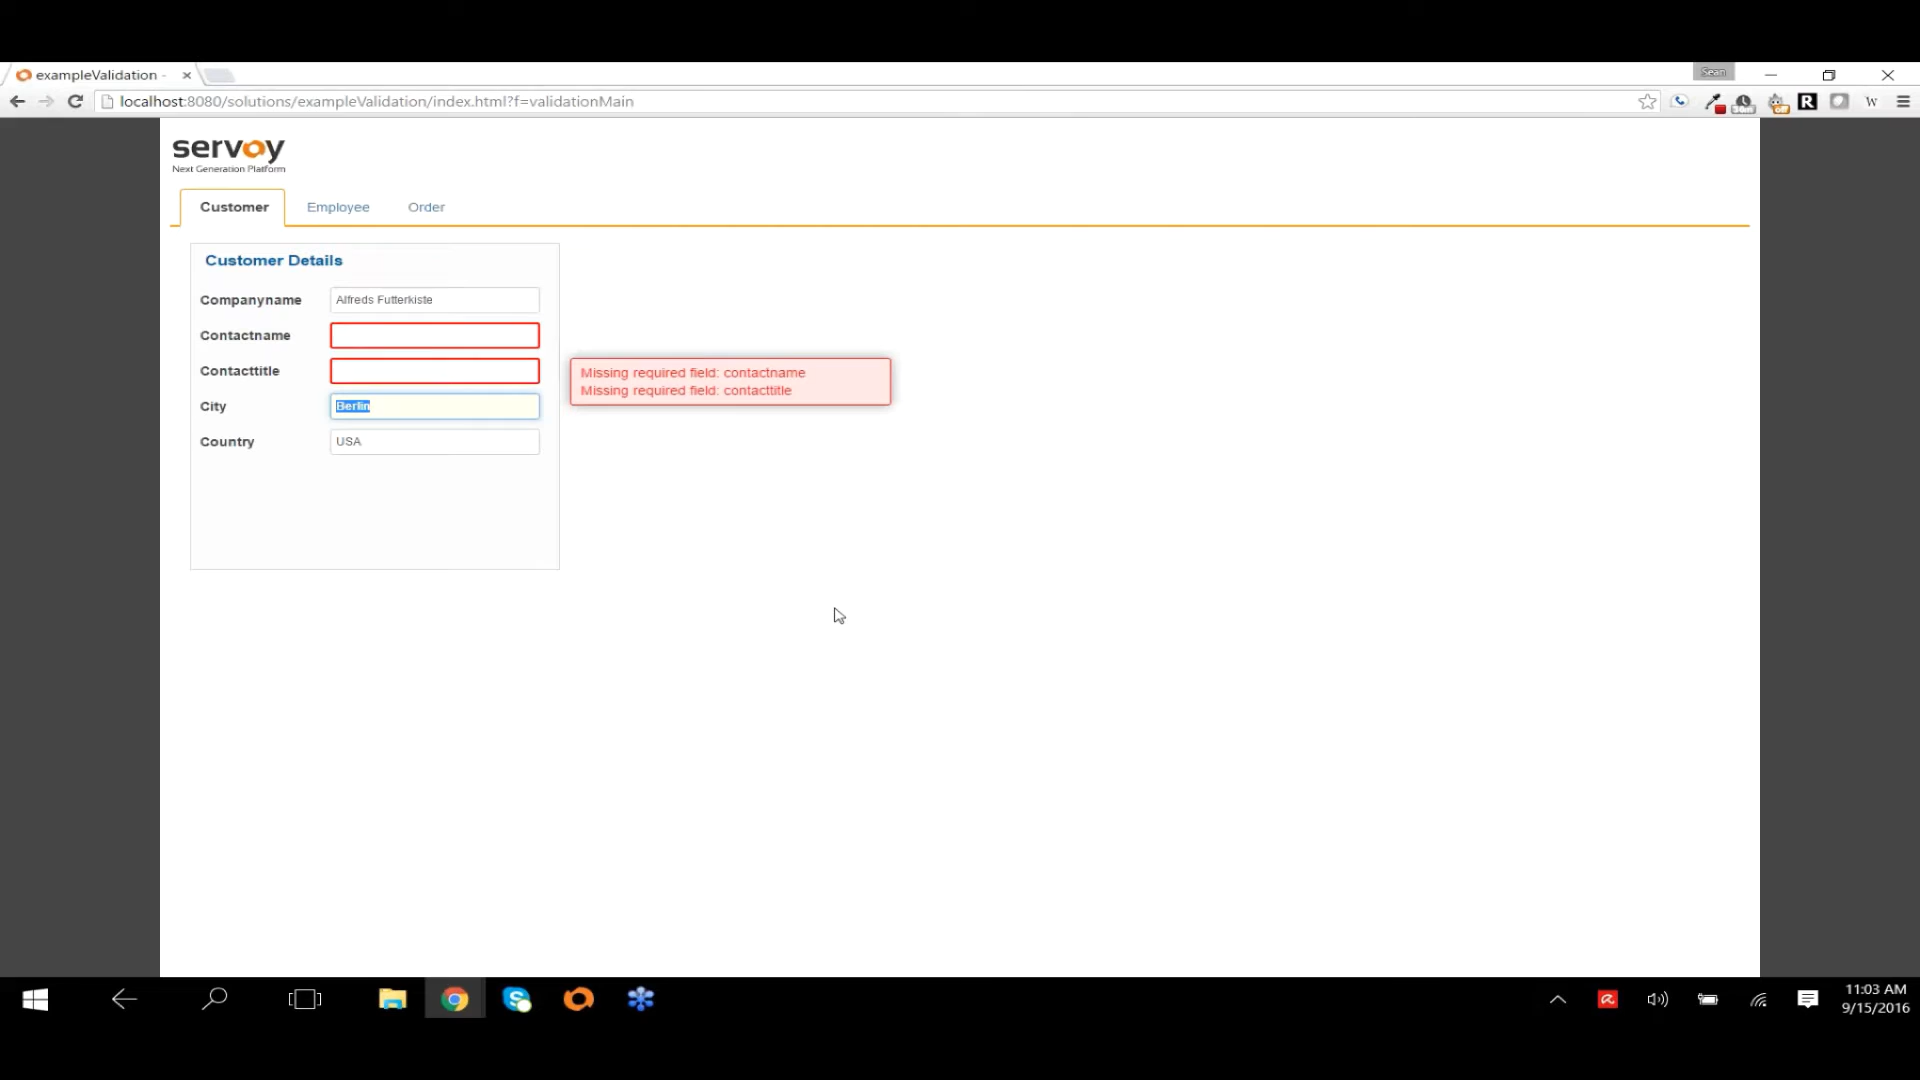 exampleValidation -
Sean
localhost:8080/solutions/exampleValidation/index.html?f=validationMain
R
W
servoy
Next Generation Platform
Customer
Employee
Order
Customer Details
Companyname
Alfreds Futterkiste
Contactname
Contacttitle
Missing required field: contactname
Missing required field: contacttitle
City
Berlin
Country
USA
11:03 AM
9/15/2016